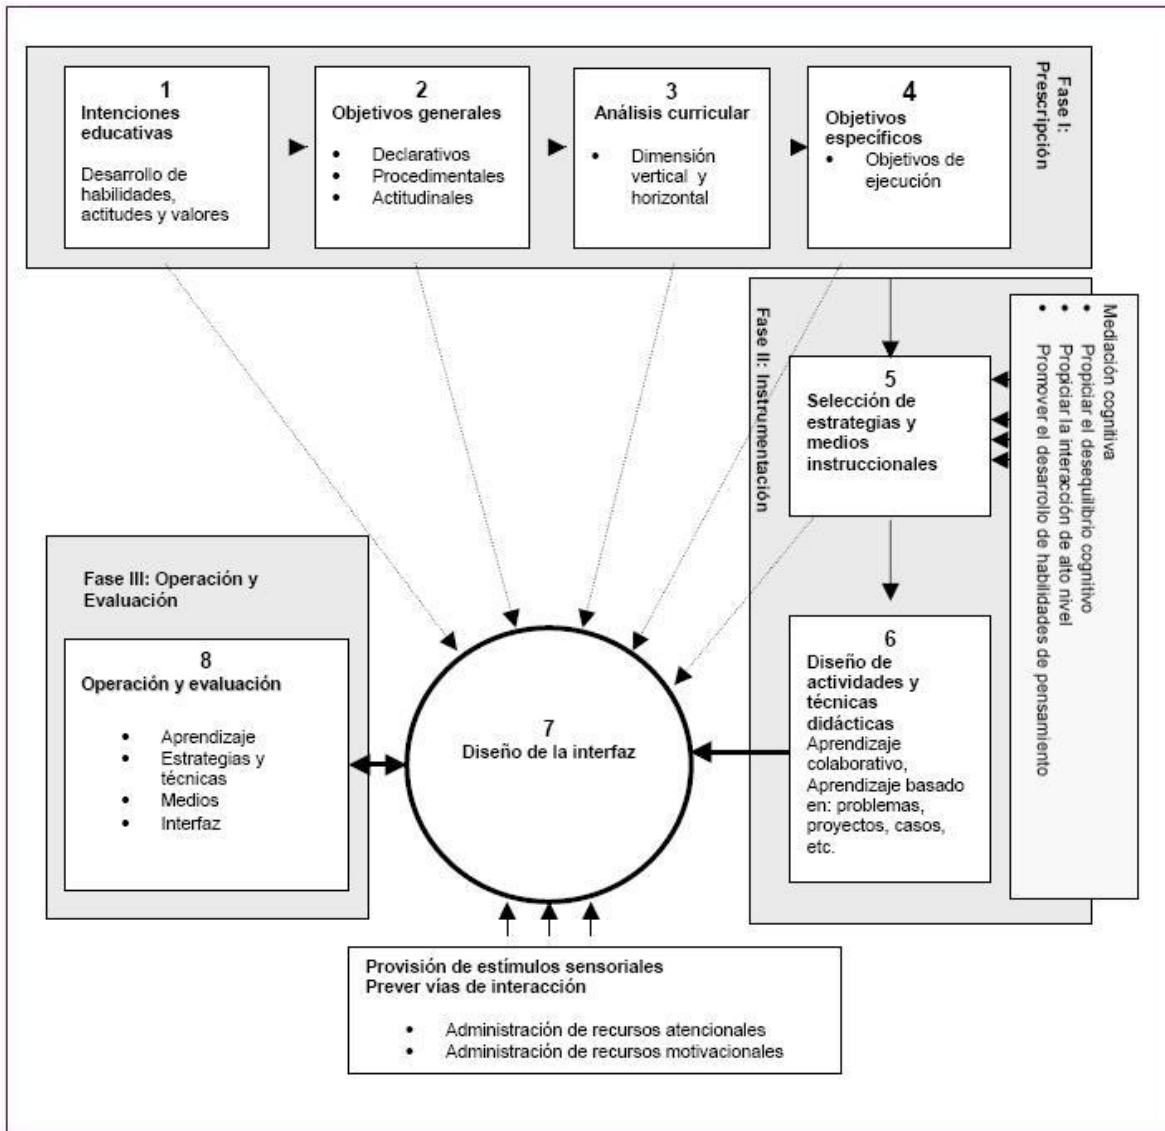 Fase I:
Prescripción
1
Intenciones
educativas
Desarrollo de
habilidades,
actitudes y valores
2
Objetivos generales
• Declarativos
• Procedimentales
• Actitudinales
3
Análisis curricular
• Dimensión
vertical y
horizontal
4
Objetivos
específicos
• Objetivos de
ejecución
Fase II: Instrumentación
5
Selección de
estrategias y
medios
instruccionales
Mediación cognitiva
• Propiciar el desequilibrio cognitivo
• Propiciar la interacción de alto nivel
• Promover el desarrollo de habilidades de pensamiento
6
Diseño de
actividades y
técnicas
didácticas
Aprendizaje
colaborativo,
Aprendizaje basado
en: problemas,
proyectos, casos,
etc.
7
Diseño de la interfaz
Fase III: Operación y
Evaluación
8
Operación y evaluación
• Aprendizaje
• Estrategias y
técnicas
• Medios
• Interfaz
Provisión de estímulos sensoriales
Prever vías de interacción
• Administración de recursos atencionales
• Administración de recursos motivacionales